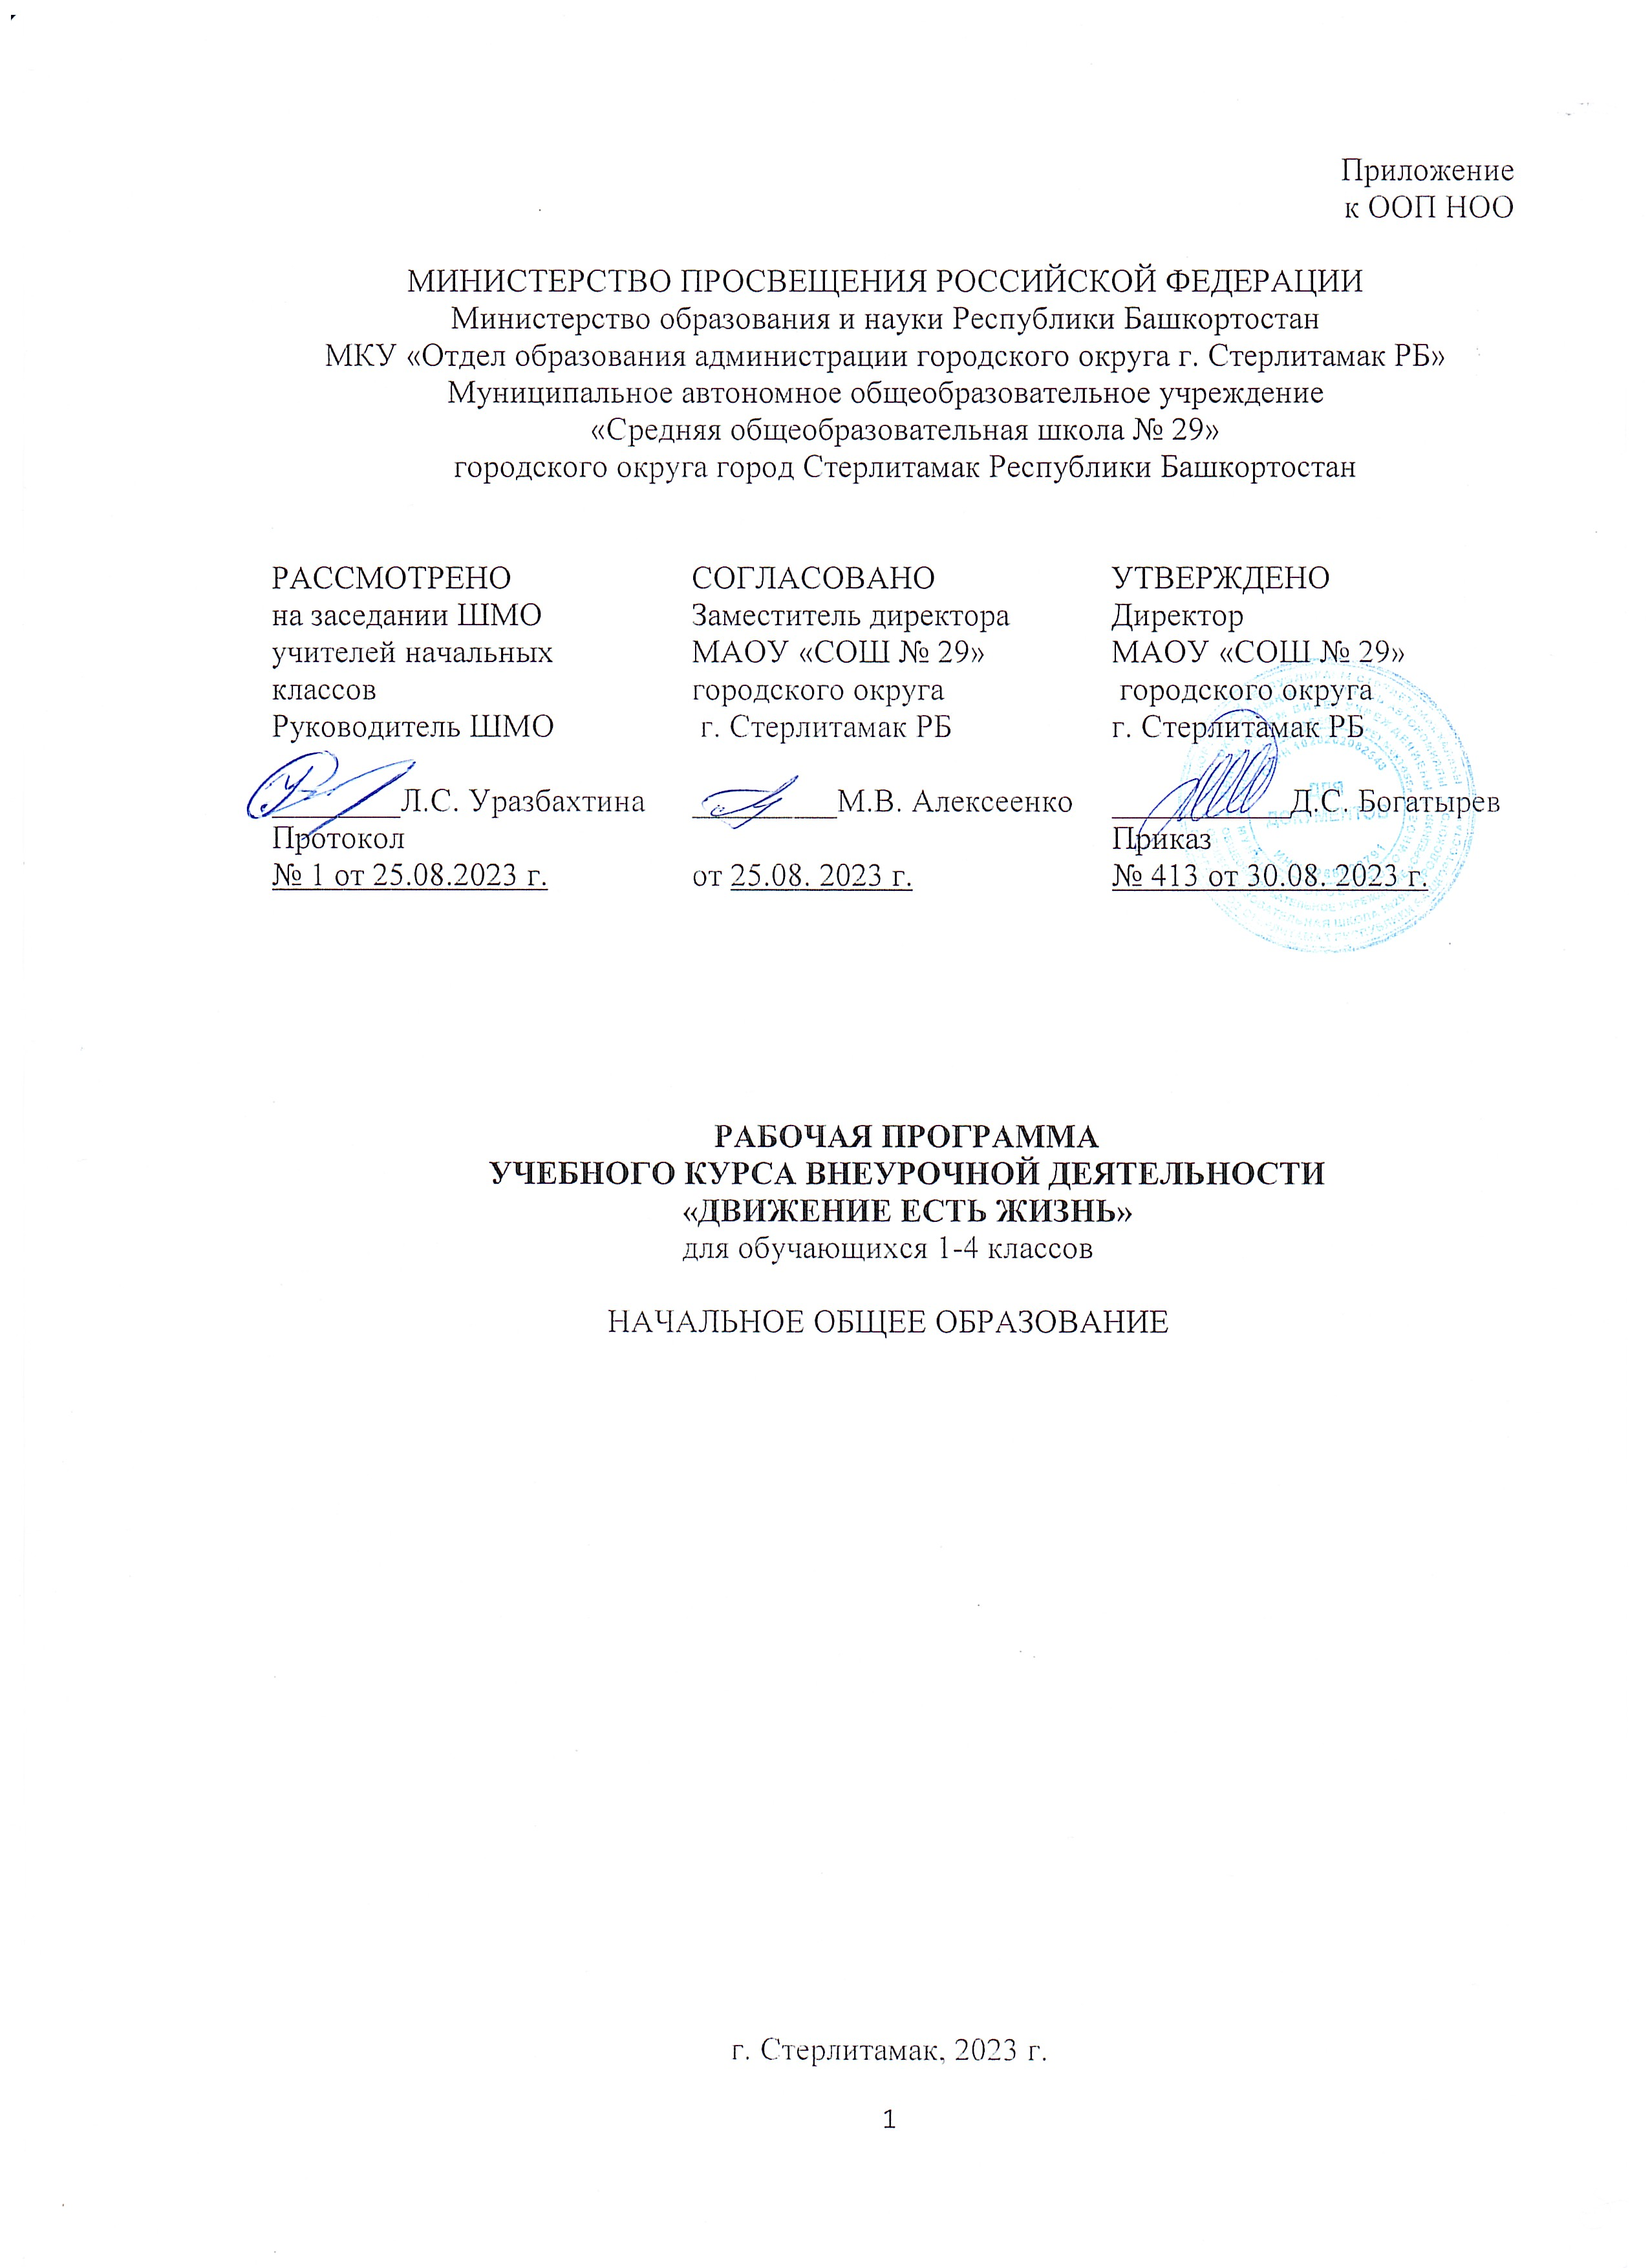 Приложение
к ООП НОО
МИНИСТЕРСТВО ПРОСВЕЩЕНИЯ РОССИЙСКОЙ ФЕДЕРАЦИИ
Министерство образования и науки Республики Башкортостан
МКУ «Отдел образования администрации городского округа г. Стерлитамак РБ»
Муниципальное автономное общеобразовательное учреждение
«Средняя общеобразовательная школа № 29»
городского округа город Стерлитамак Республики Башкортостан
РАССМОТРЕНО
на заседании ШМО
учителей начальных
классов
Руководитель ШМО
________Л.С. Уразбахтина
Протокол
№ 1 от 25.08.2023 г.
СОГЛАСОВАНО
Заместитель директора
МАОУ «СОШ № 29»
городского округа
г. Стерлитамак РБ
_________М.В. Алексеенко
от 25.08. 2023 г.
УТВЕРЖДЕНО
Директор
МАОУ «СОШ № 29»
городского округа
г. Стерлитамак РБ
___________Д.С. Богатырев
Приказ
№ 413 от 30.08. 2023 г.
ДЛЯ
ДОКУМЕНТОВ
РАБОЧАЯ ПРОГРАММА
УЧЕБНОГО КУРСА ВНЕУРОЧНОЙ ДЕЯТЕЛЬНОСТИ
«ДВИЖЕНИЕ ЕСТЬ ЖИЗНЬ»
для обучающихся 1-4 классов
НАЧАЛЬНОЕ ОБЩЕЕ ОБРАЗОВАНИЕ
г. Стерлитамак, 2023 г.
1